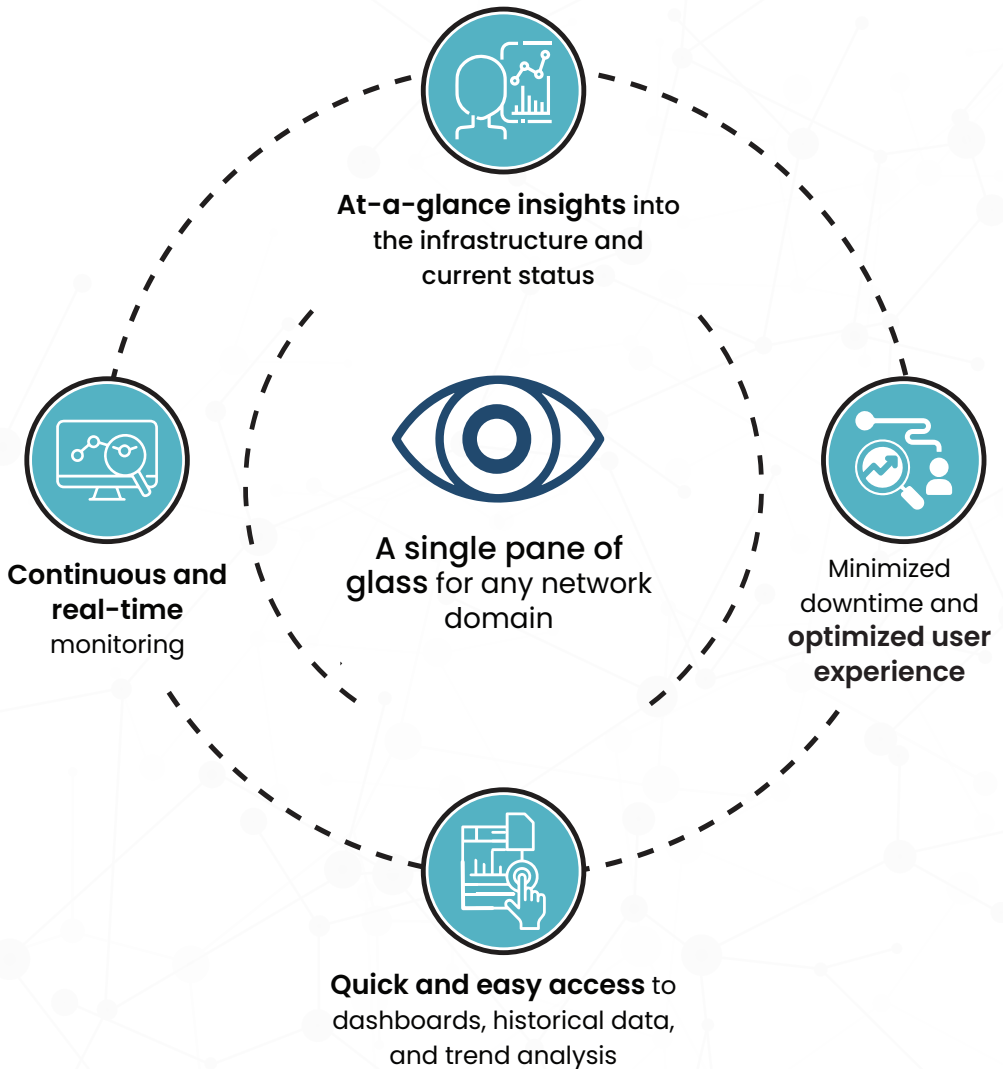 At-a-glance insights into
the infrastructure and
current status
A single pane of
glass for any network
domain
Continuous and
real-time
monitoring
Minimized
downtime and
optimized user
experience
Quick and easy access to
dashboards, historical data,
and trend analysis